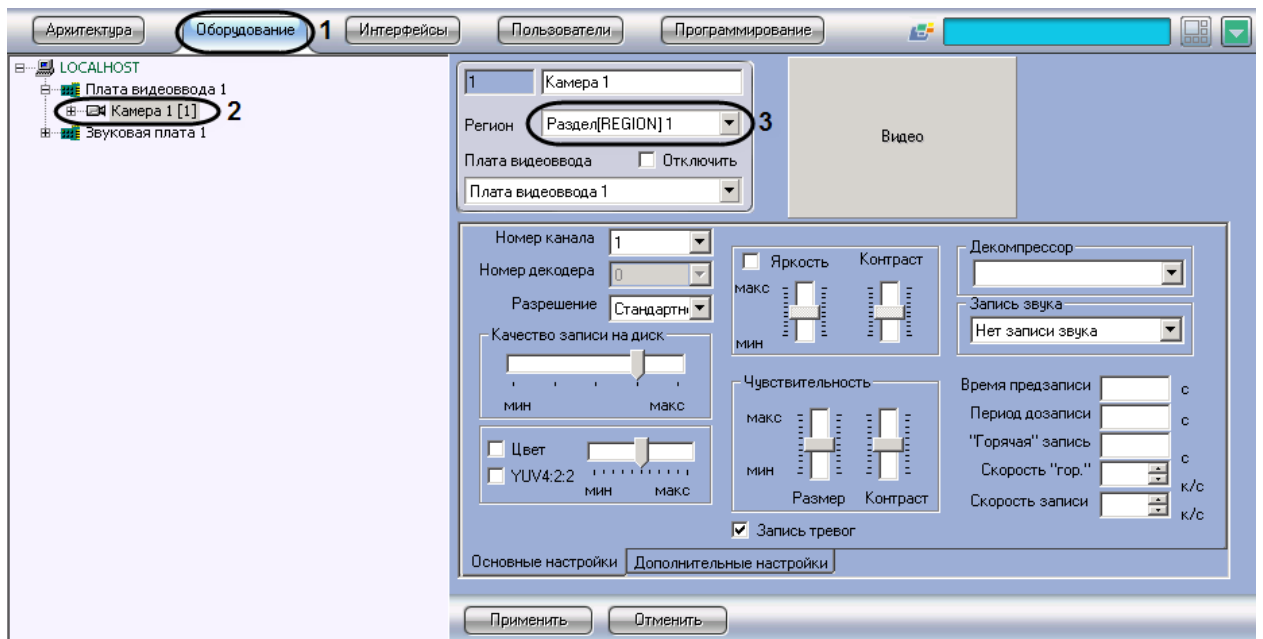 Архитектура Оборудование 1 Интерфейсы Пользователи Программирование
LOCALHOST
Плата видеоввода 1
Камера 1 [1] 2
Звуковая плата 1
1 Камера 1
Регион Раздел[REGION] 1 3
Плата видеоввода Отключить
Плата видеоввода 1
Видео
Номер канала 1
Номер декодера 0
Разрешение Стандартн
Качество записи на диск
мин макс
Цвет
YUV4:2:2
мин макс
Яркость Контраст
макс
мин
Чувствительность
макс
мин
Размер Контраст
Запись тревог
Декомпрессор
Запись звука
Нет записи звука
Время предзаписи с
Период дозаписи с
"Горячая" запись с
Скорость "гор." к/с
Скорость записи к/с
Основные настройки Дополнительные настройки
Применить Отменить